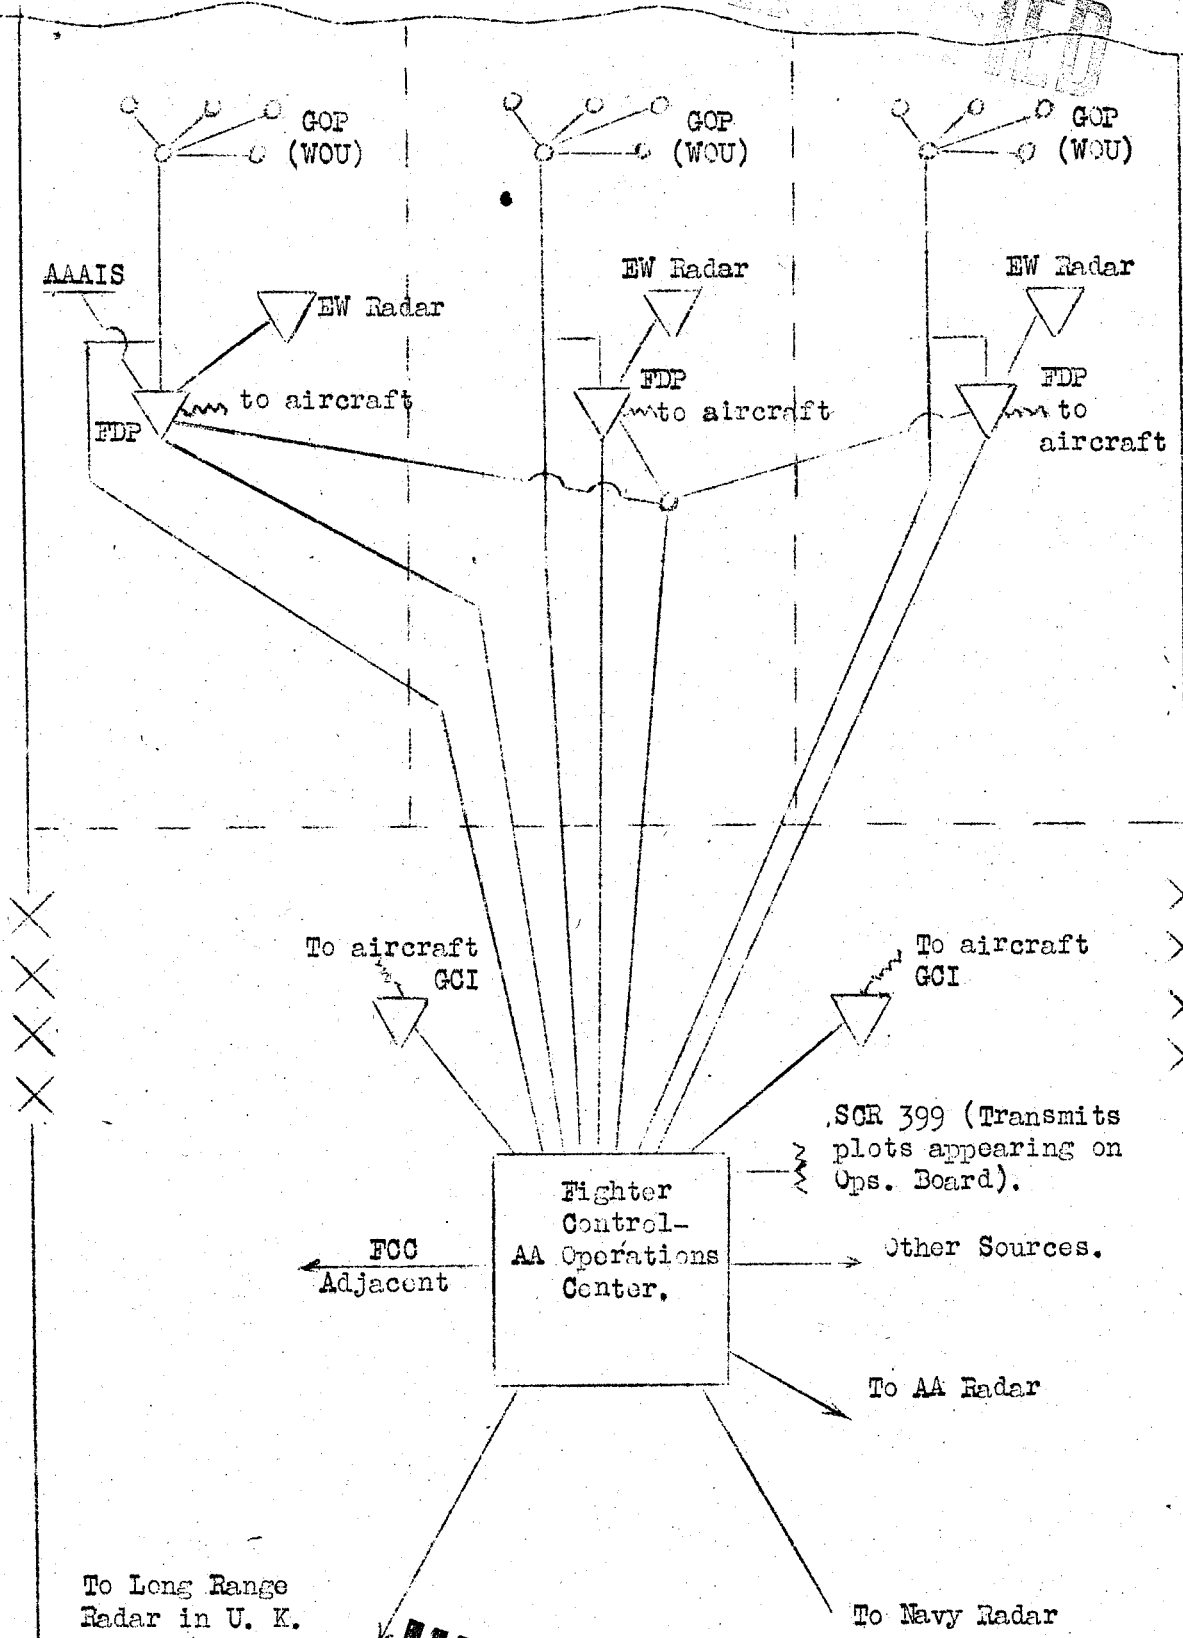 GOP
(WOU)
GOP
(WOU)
GOP
(WOU)
AAAIS
EW Radar
EW Radar
EW Radar
FDP
to aircraft
FDP
to aircraft
FDP
to
aircraft
To aircraft
GCI
To aircraft
GCI
SCR 399 (Transmits
plots appearing on
Ops. Board).
Fighter
Control-
AA Operations
Center.
FCC
Adjacent
Other Sources.
To AA Radar
To Long Range
Radar in U. K.
To Navy Radar